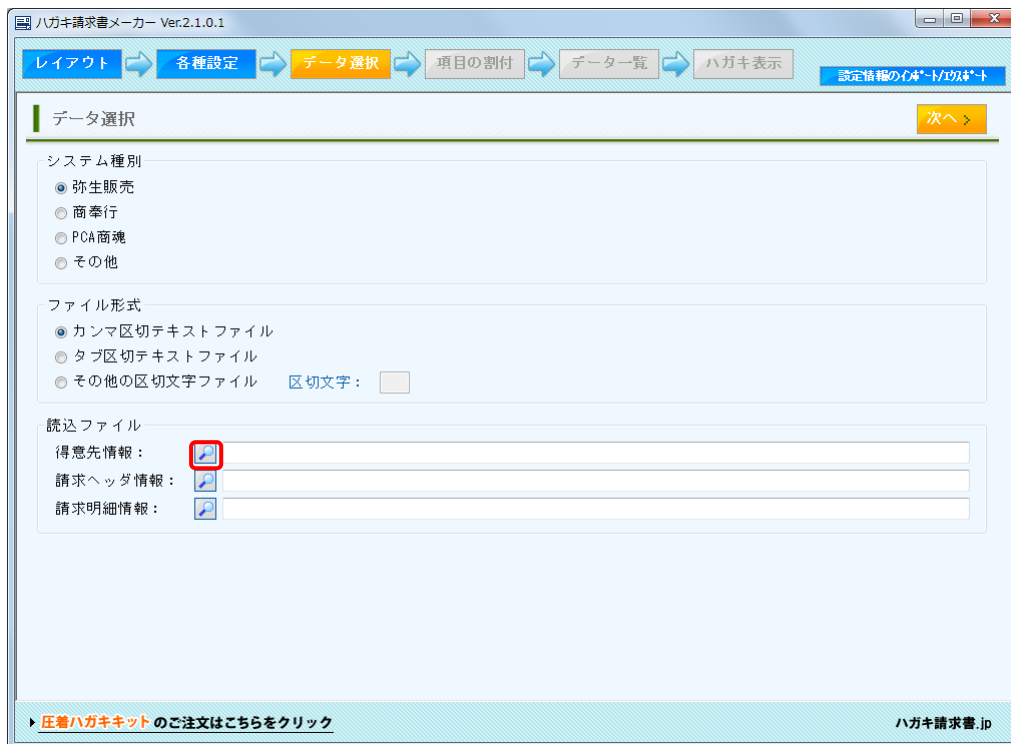 ハガキ請求書メーカー Ver.2.1.0.1
レイアウト 各種設定 データ選択 項目の割付 データ一覧 ハガキ表示
設定情報のインポート/エクスポート
データ選択 次へ
システム種別
弥生販売
商奉行
PCA商魂
その他
ファイル形式
カンマ区切テキストファイル
タブ区切テキストファイル
その他の区切文字ファイル 区切文字：
読込ファイル
得意先情報：
請求ヘッダ情報：
請求明細情報：
圧着ハガキキットのご注文はこちらをクリック ハガキ請求書.jp